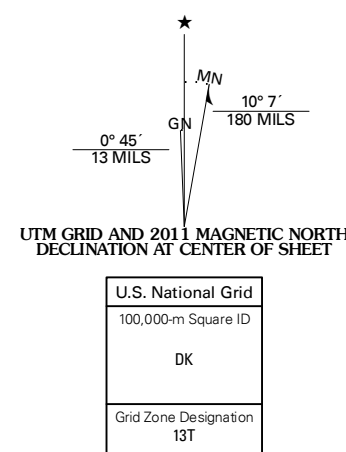 ★
MN
GN
10° 7´
180 MILS
0° 45´
13 MILS
UTM GRID AND 2011 MAGNETIC NORTH
DECLINATION AT CENTER OF SHEET
U.S. National Grid
100,000-m Square ID
DK
Grid Zone Designation
13T